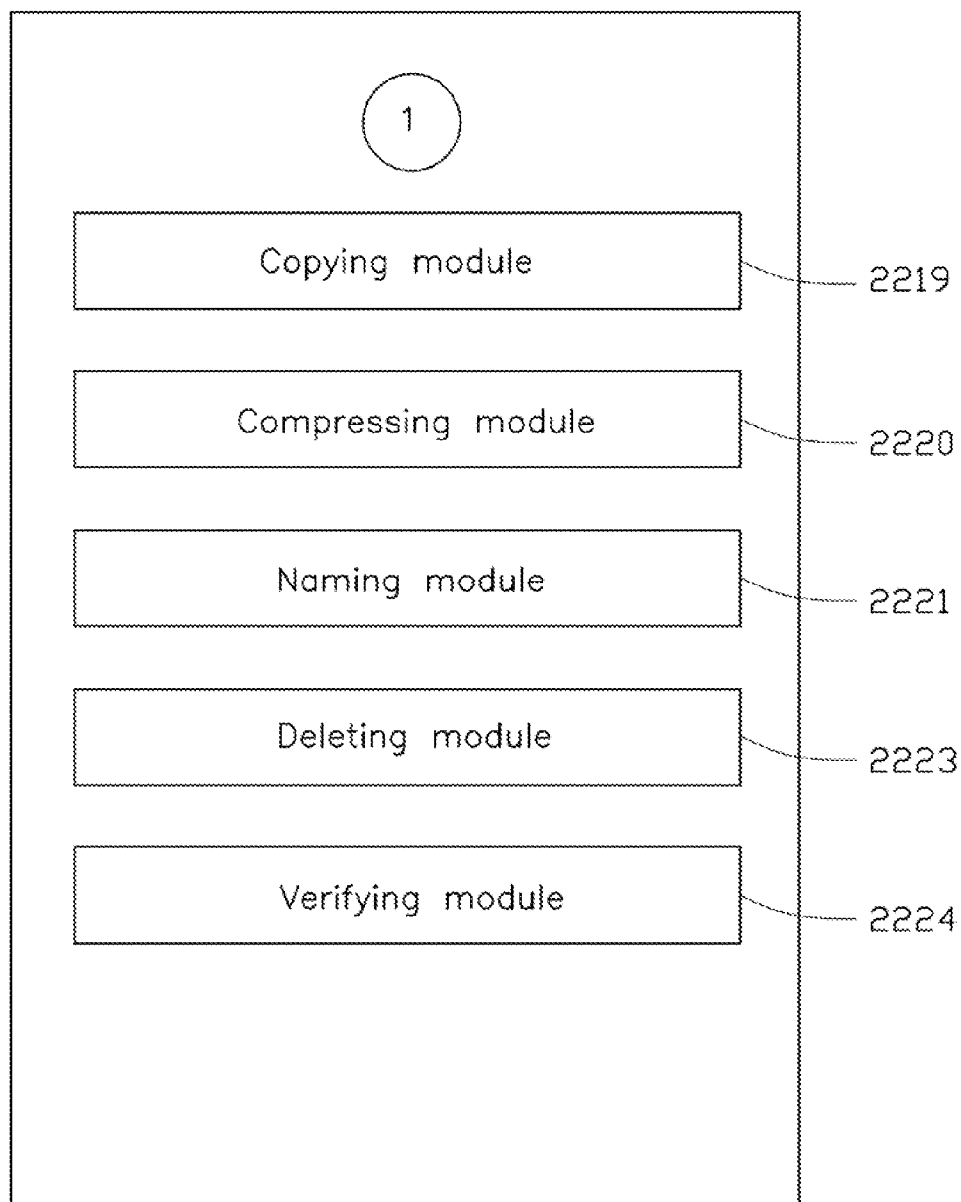 1
Copying module 2219
Compressing module 2220
Naming module 2221
Deleting module 2223
Verifying module 2224